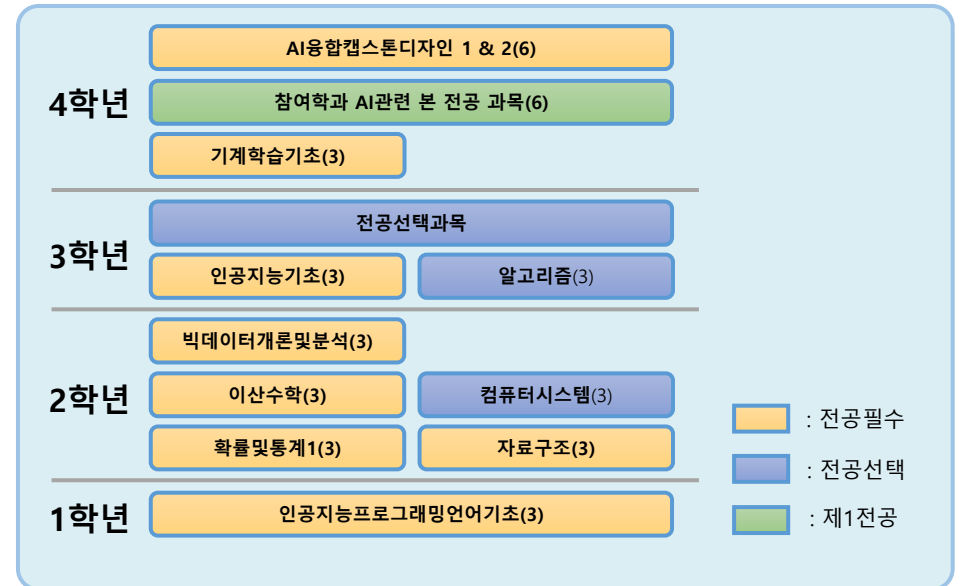 AI융합캡스톤디자인 1 & 2(6)
4학년
참여학과 AI관련 본 전공 과목(6)
기계학습기초(3)
전공선택과목
3학년
인공지능기초(3)
알고리즘(3)
빅데이터개론및분석(3)
2학년
이산수학(3)
컴퓨터시스템(3)
확률및통계1(3)
자료구조(3)
1학년
인공지능프로그래밍언어기초(3)
: 전공필수
: 전공선택
: 제1전공